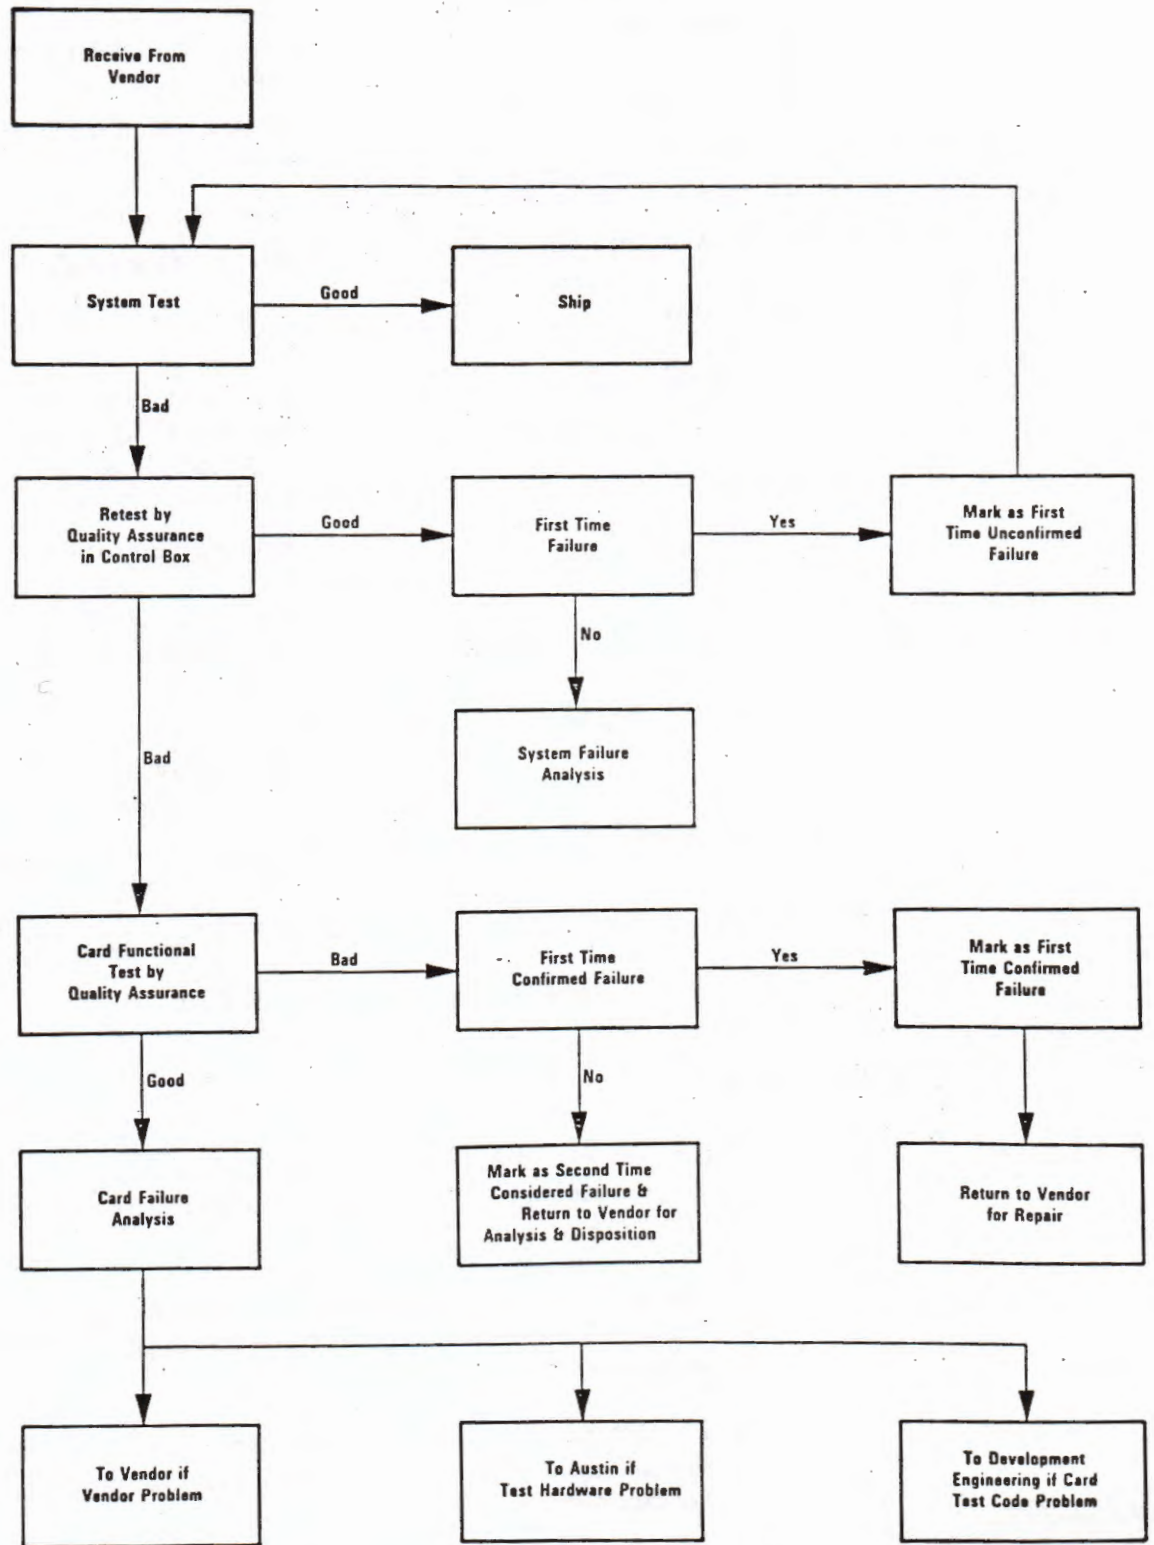 Receive From
Vendor
System Test
Good
Ship
Bad
Retest by
Quality Assurance
in Control Box
Good
First Time
Failure
Yes
Mark as First
Time Unconfirmed
Failure
No
System Failure
Analysis
Bad
Card Functional
Test by
Quality Assurance
Bad
First Time
Confirmed Failure
Yes
Mark as First
Time Confirmed
Failure
Good
No
Card Failure
Analysis
Mark as Second Time
Considered Failure &
Return to Vendor for
Analysis & Disposition
Return to Vendor
for Repair
To Vendor if
Vendor Problem
To Austin if
Test Hardware Problem
To Development
Engineering if Card
Test Code Problem